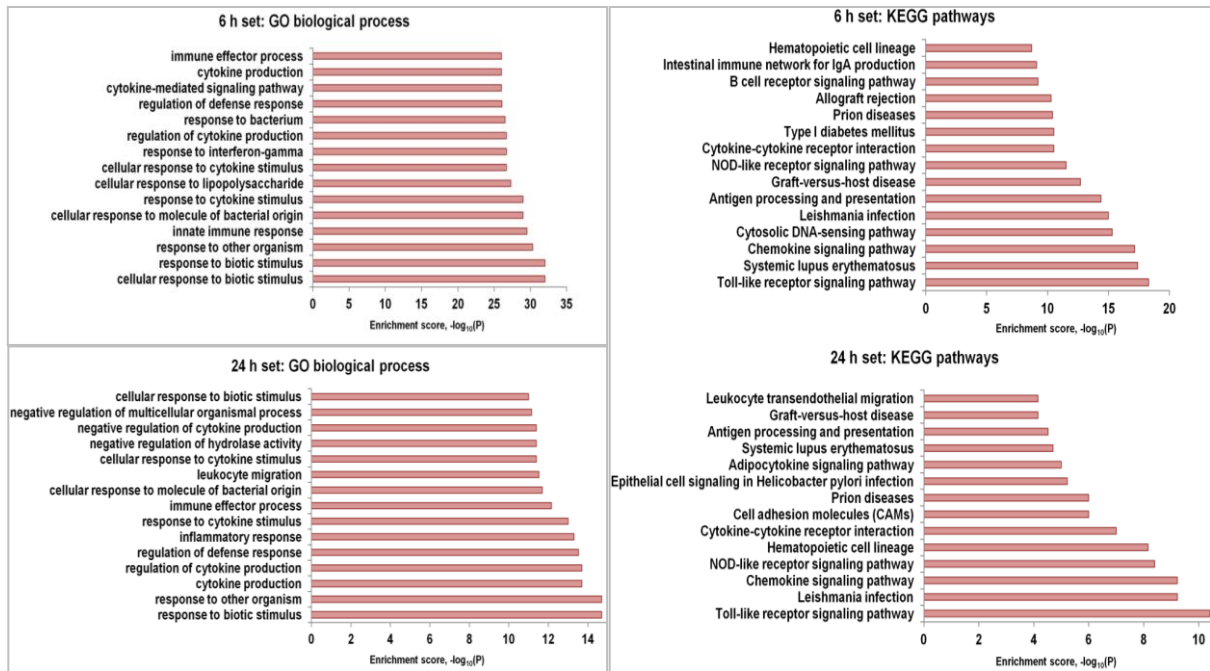 6 h set: GO biological process
immune effector process
cytokine production
cytokine-mediated signaling pathway
regulation of defense response
response to bacterium
regulation of cytokine production
response to interferon-gamma
cellular response to cytokine stimulus
cellular response to lipopolysaccharide
response to cytokine stimulus
cellular response to molecule of bacterial origin
innate immune response
response to other organism
response to biotic stimulus
cellular response to biotic stimulus
0 5 10 15 20 25 30 35
Enrichment score, -log10(P)
6 h set: KEGG pathways
Hematopoietic cell lineage
Intestinal immune network for IgA production
B cell receptor signaling pathway
Allograft rejection
Prion diseases
Type I diabetes mellitus
Cytokine-cytokine receptor interaction
NOD-like receptor signaling pathway
Graft-versus-host disease
Antigen processing and presentation
Leishmania infection
Cytosolic DNA-sensing pathway
Chemokine signaling pathway
Systemic lupus erythematosus
Toll-like receptor signaling pathway
0 5 10 15 20
Enrichment score, -log10(P)
24 h set: GO biological process
cellular response to biotic stimulus
negative regulation of multicellular organismal process
negative regulation of cytokine production
negative regulation of hydrolase activity
cellular response to cytokine stimulus
leukocyte migration
cellular response to molecule of bacterial origin
immune effector process
response to cytokine stimulus
inflammatory response
regulation of defense response
regulation of cytokine production
cytokine production
response to other organism
response to biotic stimulus
0 2 4 6 8 10 12 14
Enrichment score, -log10(P)
24 h set: KEGG pathways
Leukocyte transendothelial migration
Graft-versus-host disease
Antigen processing and presentation
Systemic lupus erythematosus
Adipocytokine signaling pathway
Epithelial cell signaling in Helicobacter pylori infection
Prion diseases
Cell adhesion molecules (CAMs)
Cytokine-cytokine receptor interaction
Hematopoietic cell lineage
NOD-like receptor signaling pathway
Chemokine signaling pathway
Leishmania infection
Toll-like receptor signaling pathway
0 2 4 6 8 10
Enrichment score, -log10(P)